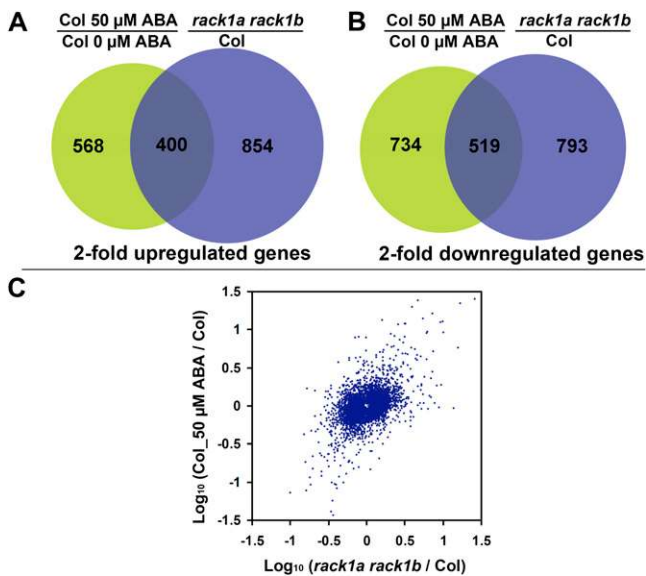 A
Col 50 µM ABA
Col 0 µM ABA
rack1a rack1b
Col
568
400
854
2-fold upregulated genes
B
Col 50 µM ABA
Col 0 µM ABA
rack1a rack1b
Col
734
519
793
2-fold downregulated genes
C
Log₁₀ (Col_50 µM ABA / Col)
1.5
1
0.5
0
-0.5
-1
-1.5
-1.5
-1
-0.5
0
0.5
1
1.5
Log₁₀ (rack1a rack1b / Col)